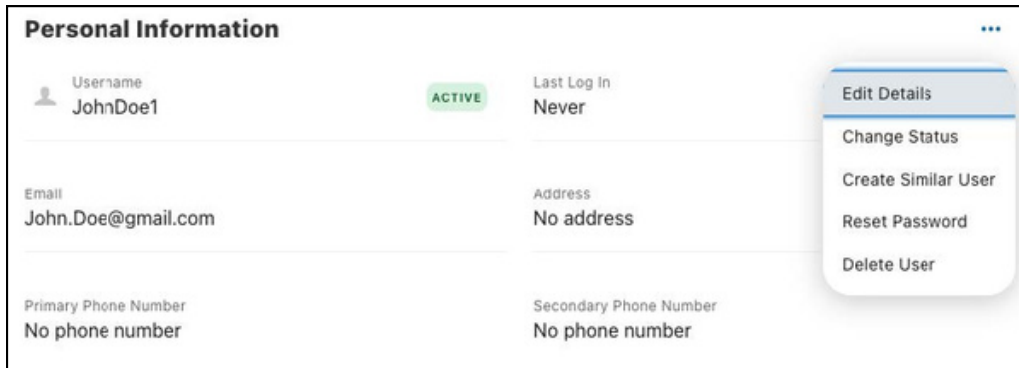 Personal Information
Username
JohnDoe1
ACTIVE
Last Log In
Never
Edit Details
Change Status
Create Similar User
Reset Password
Delete User
Email
John.Doe@gmail.com
Address
No address
Primary Phone Number
No phone number
Secondary Phone Number
No phone number